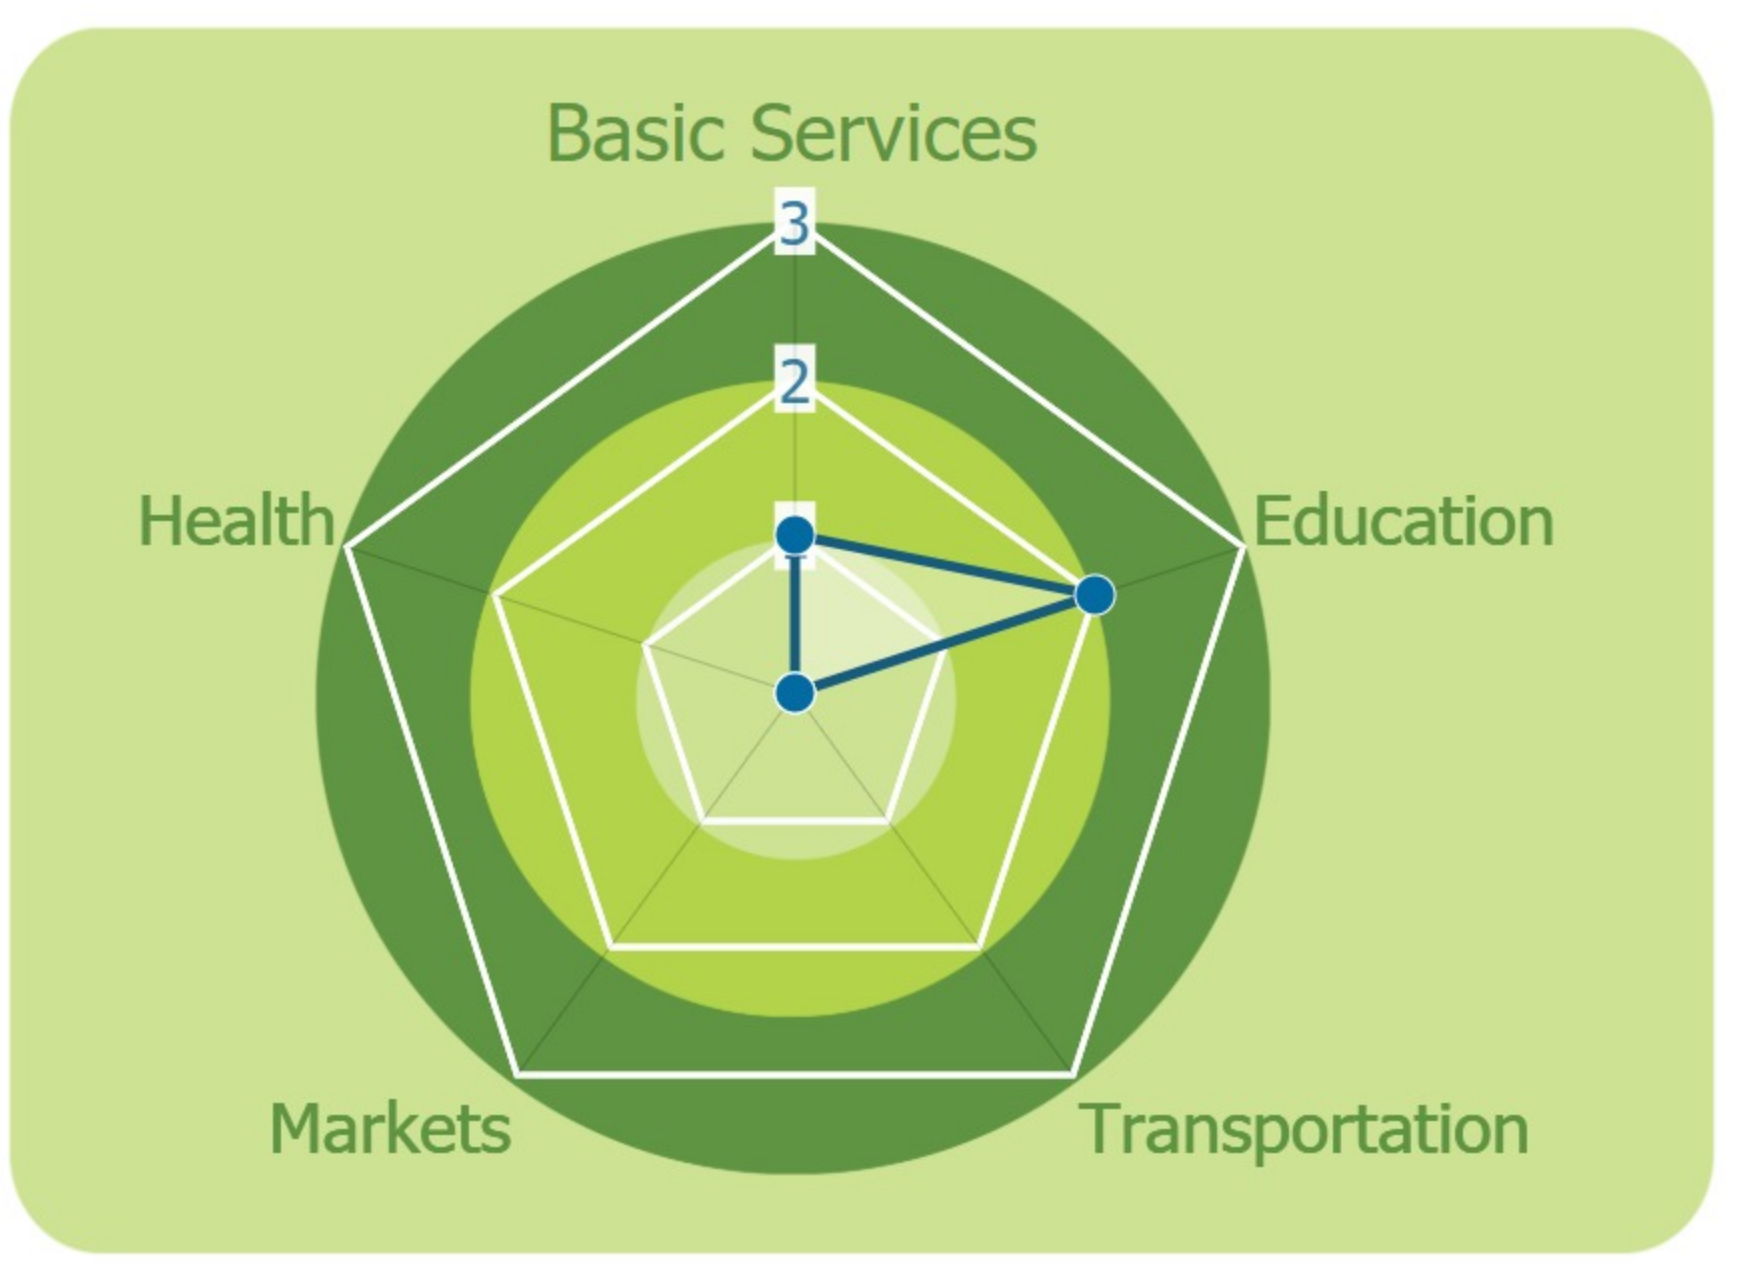 Basic Services
3
2
Health
Education
Markets
Transportation